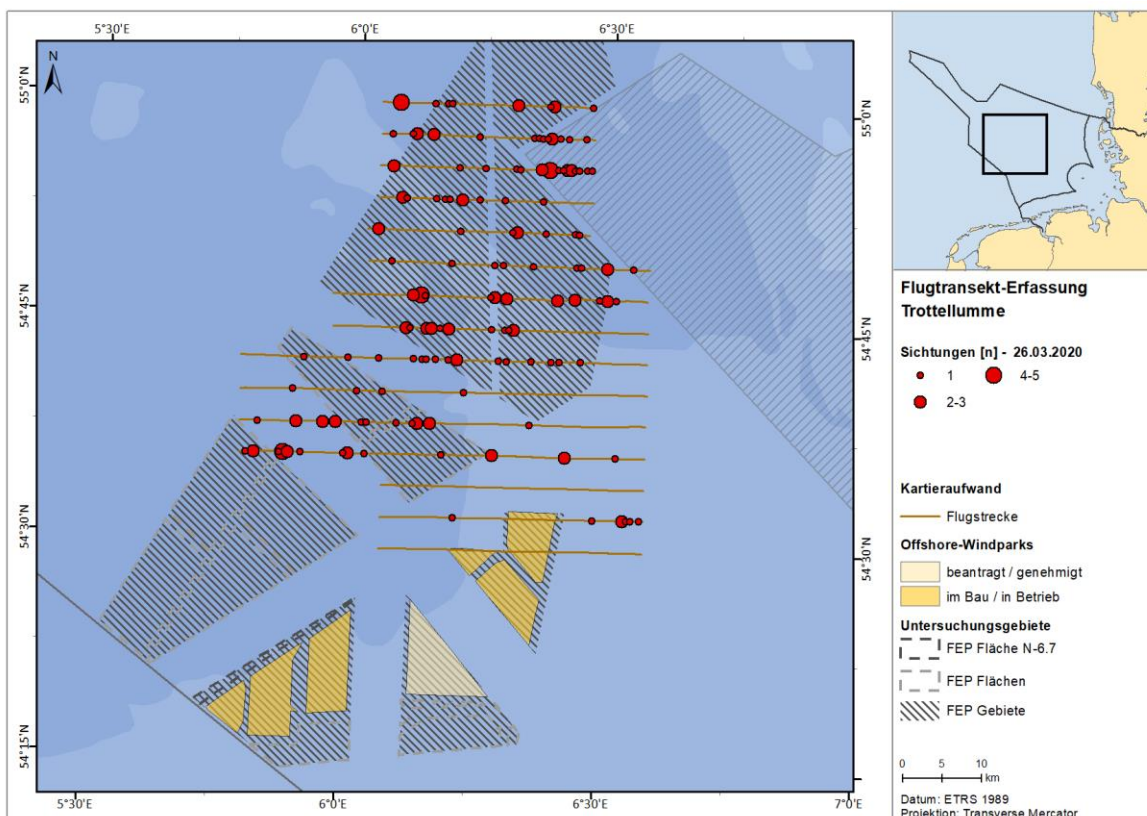 5°30'E
6°0'E
6°30'E
N
55°0'N
55°0'N
54°45'N
54°45'N
54°30'N
54°30'N
54°15'N
5°30'E
6°0'E
6°30'E
7°0'E
Flugtransekt-Erfassung
Trottellumme
Sichtungen [n] - 26.03.2020
1
4-5
2-3
Kartieraufwand
Flugstrecke
Offshore-Windparks
beantragt / genehmigt
im Bau / in Betrieb
Untersuchungsgebiete
FEP Fläche N-6.7
FEP Flächen
FEP Gebiete
0 5 10
km
Datum: ETRS 1989
Projektion: Transverse Mercator